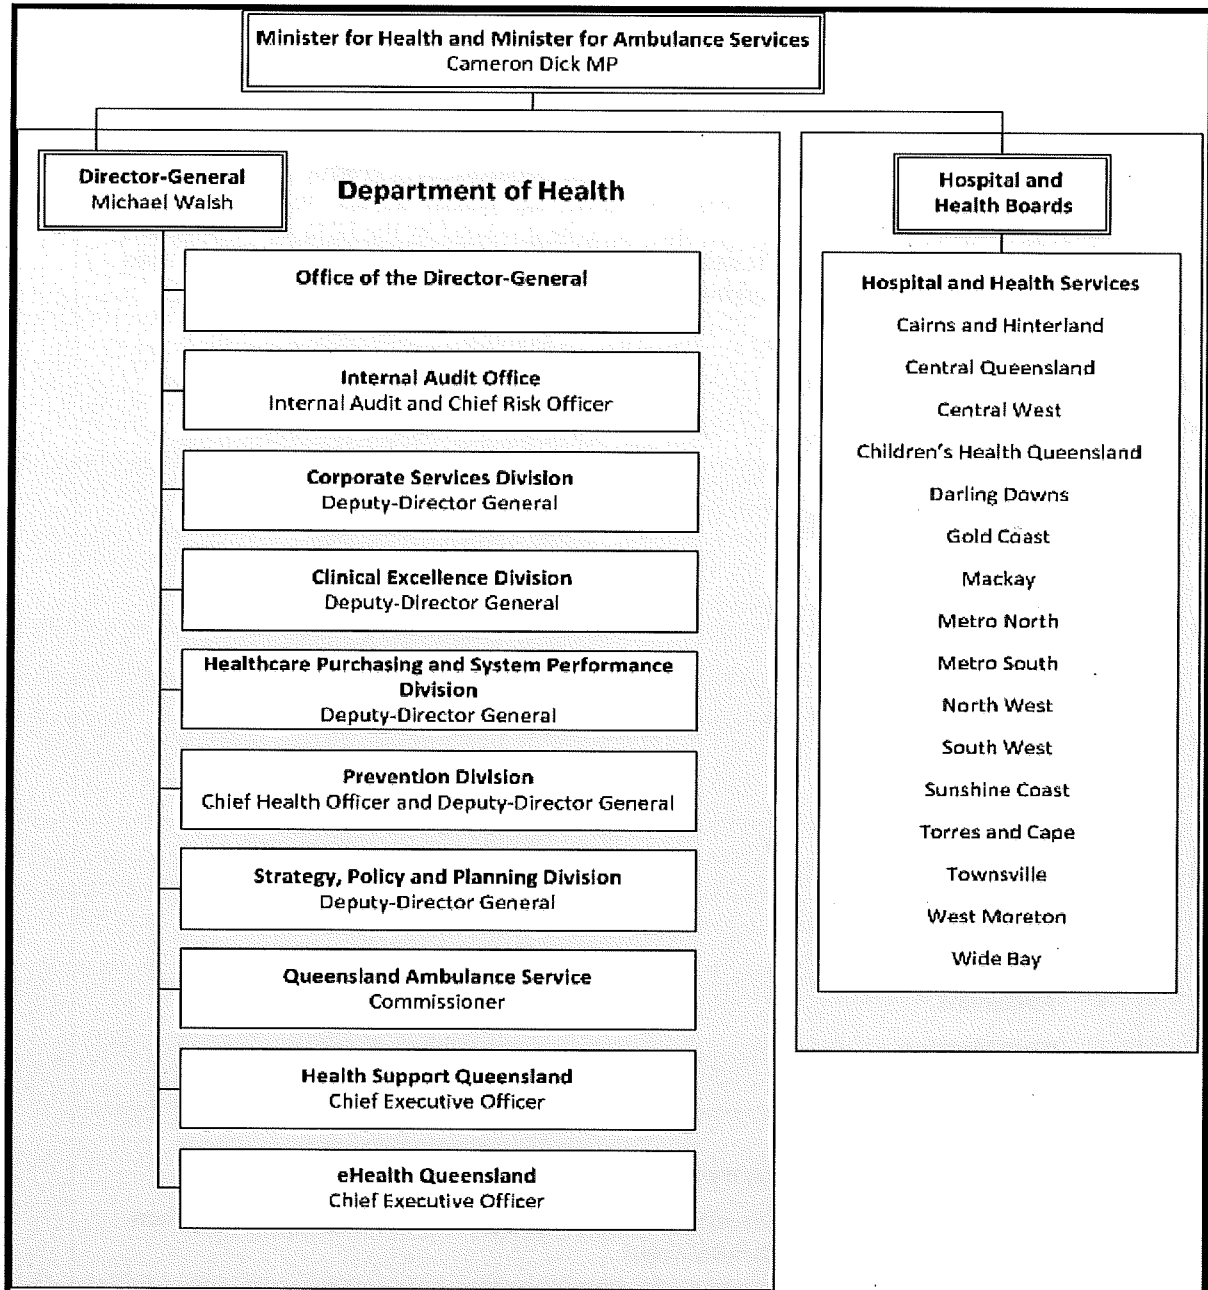 Minister for Health and Minister for Ambulance Services
Cameron Dick MP
Director-General
Michael Walsh
Department of Health
Office of the Director-General
Internal Audit Office
Internal Audit and Chief Risk Officer
Corporate Services Division
Deputy-Director General
Clinical Excellence Division
Deputy-Director General
Healthcare Purchasing and System Performance
Division
Deputy-Director General
Prevention Division
Chief Health Officer and Deputy-Director General
Strategy, Policy and Planning Division
Deputy-Director General
Queensland Ambulance Service
Commissioner
Health Support Queensland
Chief Executive Officer
eHealth Queensland
Chief Executive Officer
Hospital and
Health Boards
Hospital and Health Services
Cairns and Hinterland
Central Queensland
Central West
Children's Health Queensland
Darling Downs
Gold Coast
Mackay
Metro North
Metro South
North West
South West
Sunshine Coast
Torres and Cape
Townsville
West Moreton
Wide Bay